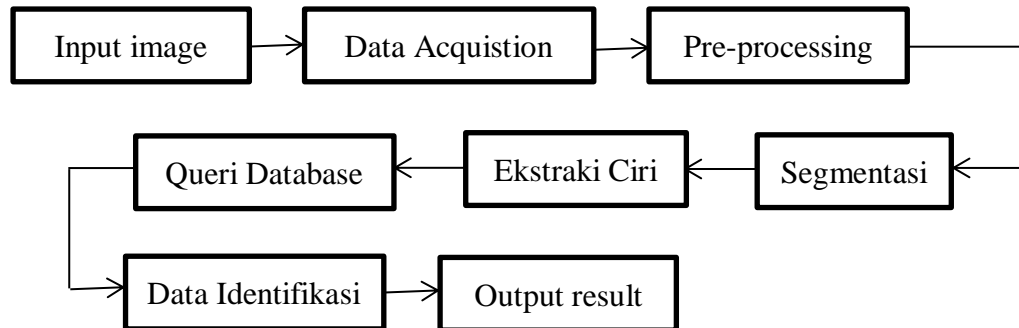 Input image
Data Acquistion
Pre-processing
Segmentasi
Ekstraki Ciri
Queri Database
Data Identifikasi
Output result